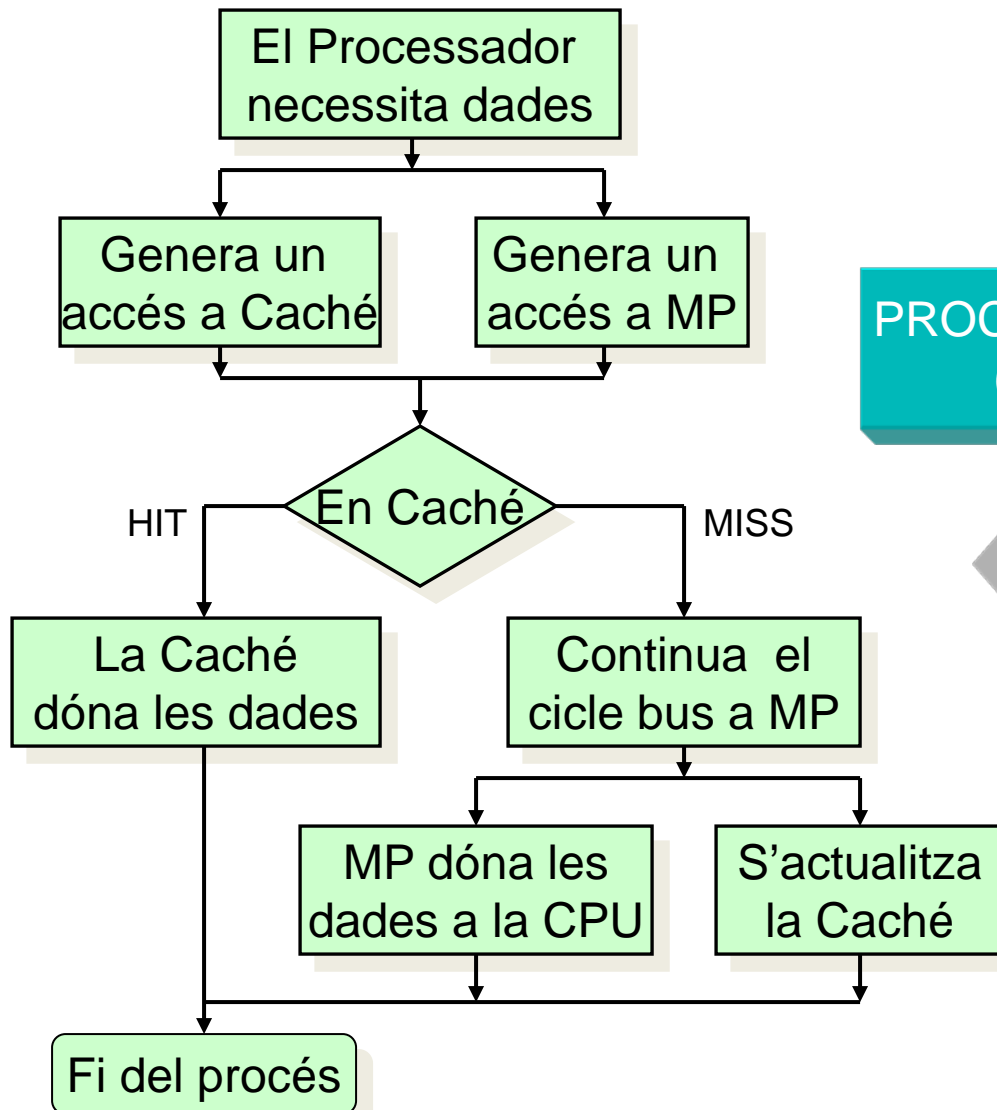 El Processador
necessita dades
Genera un
accés a Caché
Genera un
accés a MP
En Caché
HIT
MISS
La Caché
dóna les dades
Continua el
cicle bus a MP
MP dóna les
dades a la CPU
S’actualitza
la Caché
Fi del procés